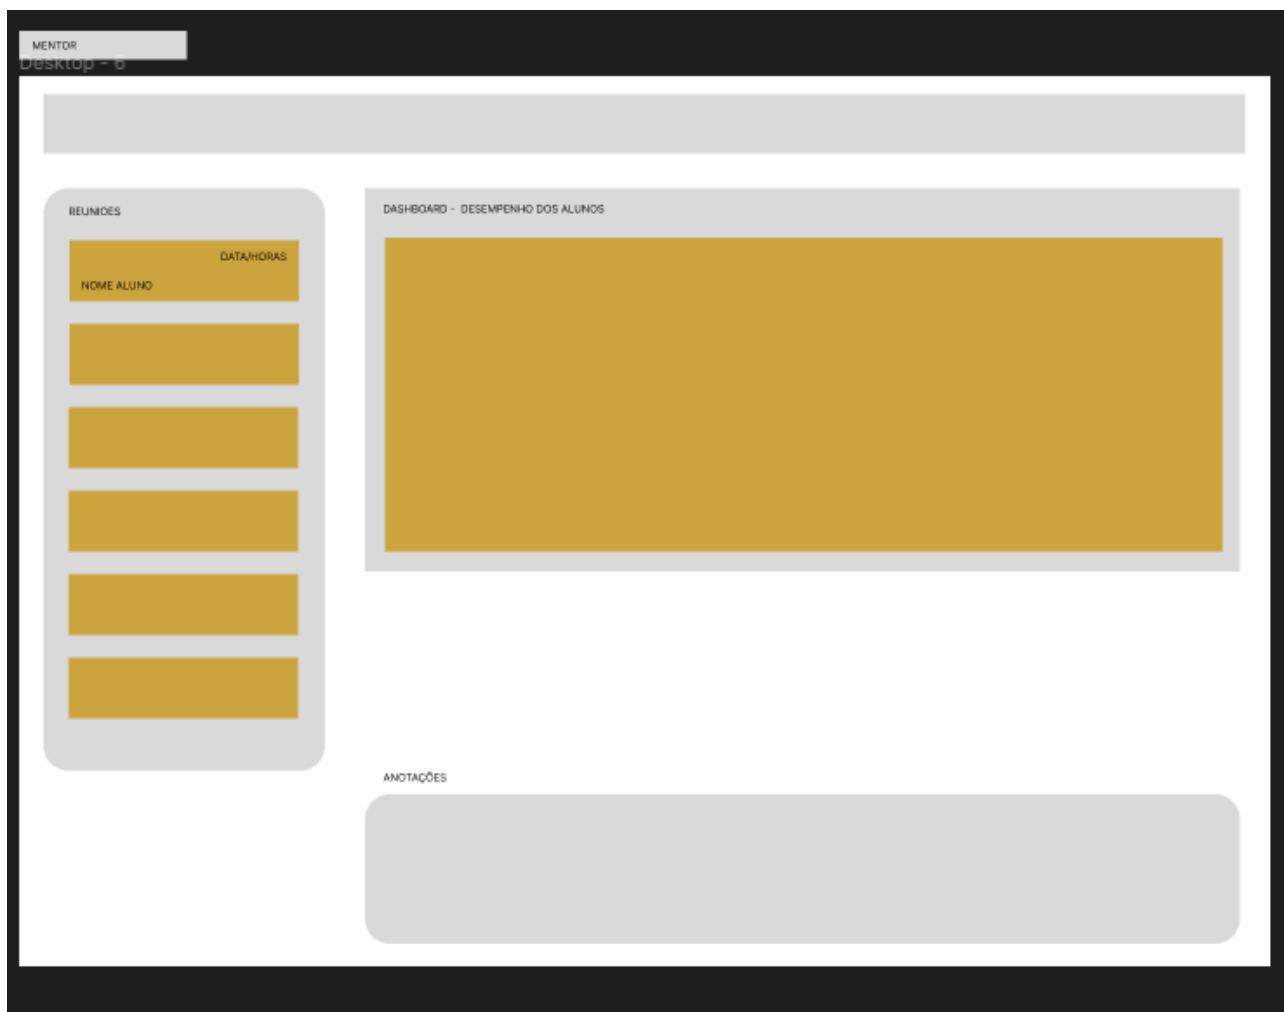 MENTOR
Desktop - 6
REUNIOES
DATA/HORAS
NOME ALUNO
DASHBOARD - DESEMPENHO DOS ALUNOS
ANOTAÇÕES